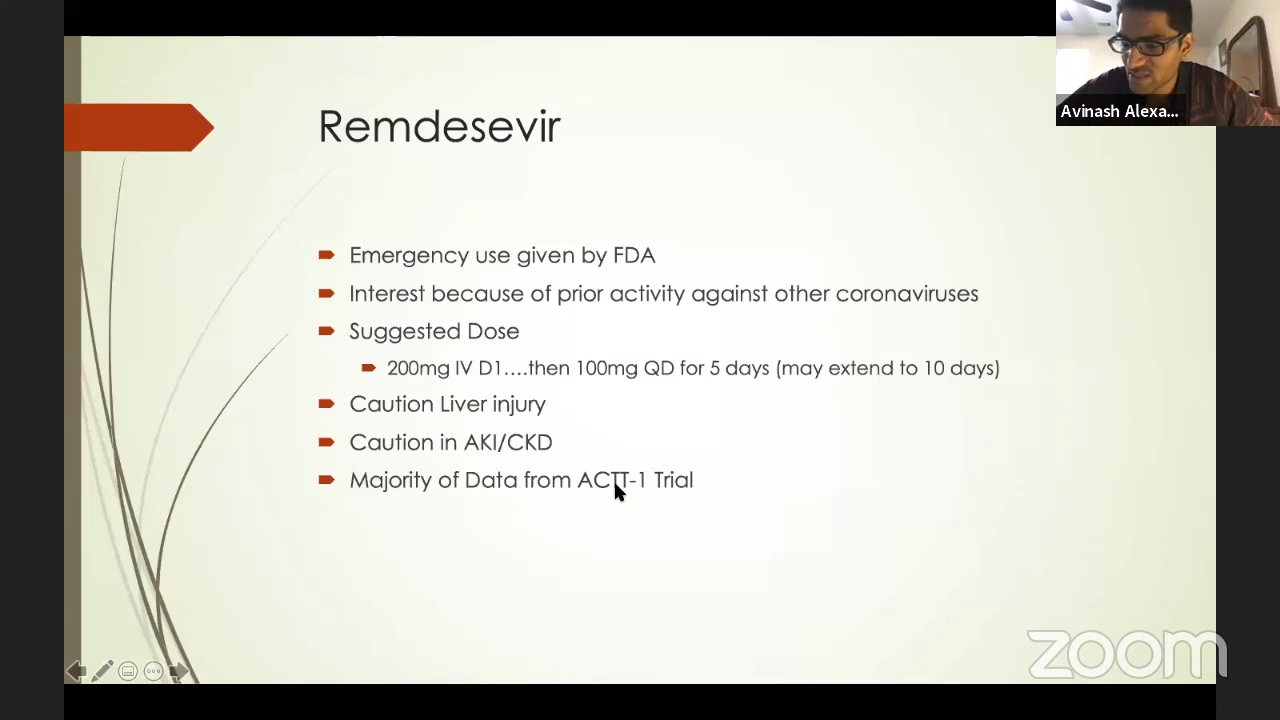 Remdesevir
Emergency use given by FDA
Interest because of prior activity against other coronaviruses
Suggested Dose
200mg IV D1....then 100mg QD for 5 days (may extend to 10 days)
Caution Liver injury
Caution in AKI/CKD
Majority of Data from ACTT-1 Trial
Avinash Alexa...
zoom